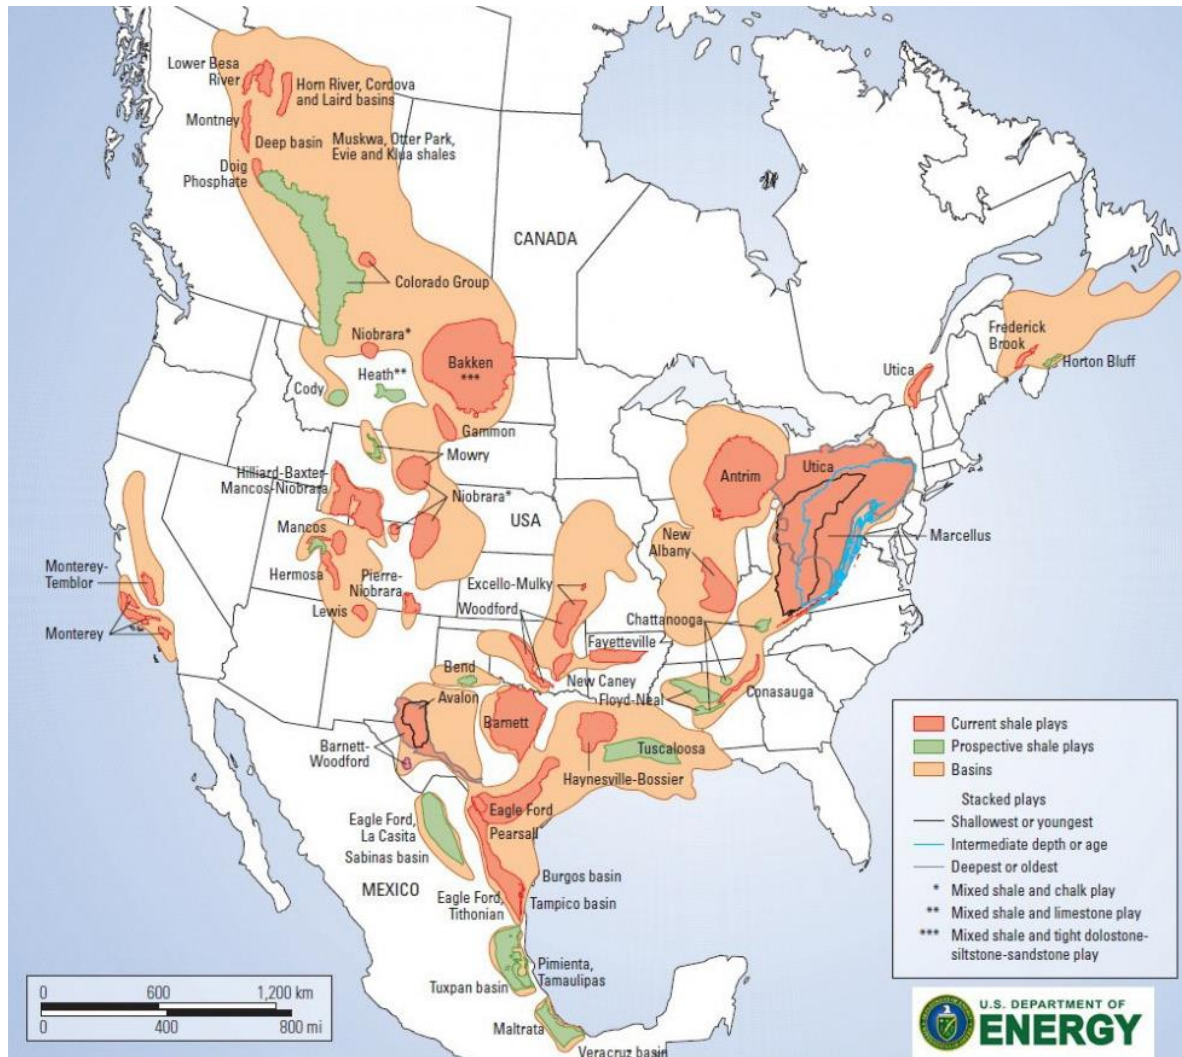 Lower Besa
River
Horn River, Cordova
and Laird basins
Montney
Deep basin
Muskwa, Otter Park,
Evie and Klua shales
Doig
Phosphate
CANADA
Colorado Group
Niobrara*
Bakken
***
Heath**
Cody
Gammon
Mowry
Hilliard-Baxter-
Mancos-Niobrara
Niobrara*
USA
Mancos
Hermosa
Pierre-
Niobrara
Lewis
Monterey-
Temblor
Monterey
Excello-Mulky
Woodford
Fayetteville
New Caney
Bend
Avalon
Barnett
Barnett-
Woodford
Antrim
New
Albany
Chattanooga
Floyd-Neal
Conasauga
Utica
Marcellus
Utica
Frederick
Brook
Horton Bluff
Tuscaloosa
Haynesville-Bossier
Eagle Ford
Pearsall
Eagle Ford,
La Casita
Sabinas basin
MEXICO
Burgos basin
Eagle Ford,
Tithonian
Tampico basin
Pimienta,
Tamaulipas
Tuxpan basin
Maltrata
Veracruz basin
Current shale plays
Prospective shale plays
Basins
Stacked plays
Shallowest or youngest
Intermediate depth or age
Deepest or oldest
* Mixed shale and chalk play
** Mixed shale and limestone play
*** Mixed shale and tight dolostone-
siltstone-sandstone play
0 600 1,200 km
0 400 800 mi
U.S. DEPARTMENT OF
ENERGY